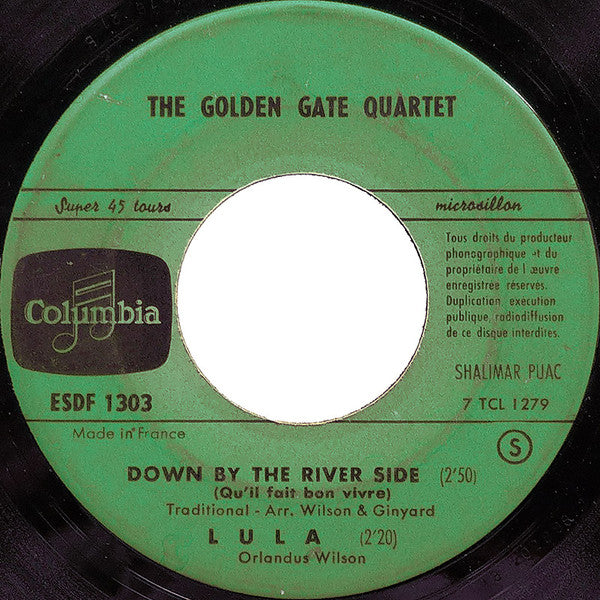 THE GOLDEN GATE QUARTET
Super 45 tours
microsillon
Tous droits du producteur
phonographique et du
propriétaire de l œuvre
enregistrée réservés.
Duplication, execution
publique, radiodiffusion
de ce disque interdites.
Columbia
SHALIMAR PUAC
ESDF 1303
7 TCL 1279
Made in France
S
DOWN BY THE RIVER SIDE (2'50)
(Qu'il fait bon vivre)
Traditional - Arr. Wilson & Ginyard
LULA (2'20)
Orlandus Wilson